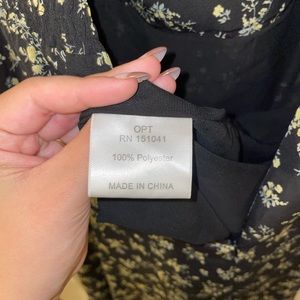 OPT
RN 151041
100% Polyester
MADE IN CHINA